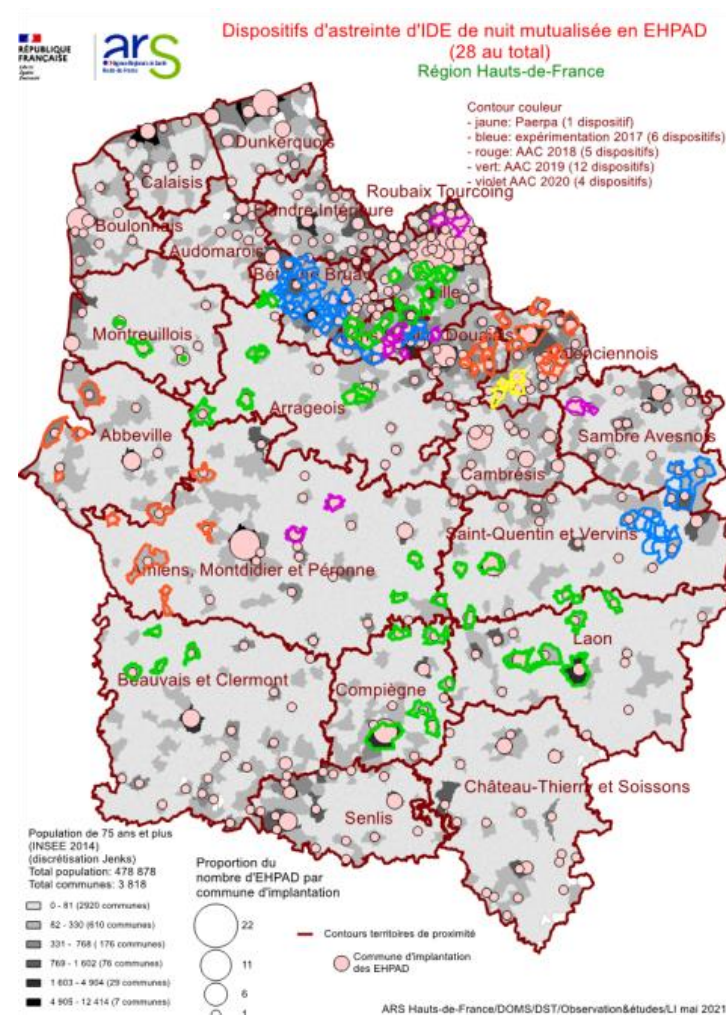 Dispositifs d'astreinte d'IDE de nuit mutualisée en EHPAD
(28 au total)
Région Hauts-de-France
RÉPUBLIQUE
FRANÇAISE
Liberté
Égalité
Fraternité
ars
Contour couleur
- jaune: Paerpa (1 dispositif)
- bleue: expérimentation 2017 (6 dispositifs)
- rouge: AAC 2018 (5 dispositifs)
- vert: AAC 2019 (12 dispositifs)
- violet AAC 2020 (4 dispositifs)
Dunkerquois
Calaisis
Roubaix Tourcoing
Flandre Intérieure
Boulonnais
Audomarois
Montreuillois
Arrageois
Abbeville
Sambre Avesnois
Cambrésis
Saint-Quentin et Vervins
Amiens, Montdidier et Péronne
Laon
Beauvais et Clermont
Compiègne
Château-Thierry et Soissons
Senlis
Population de 75 ans et plus
(INSEE 2014)
(discrétisation Jenks)
Total population: 478 878
Total communes: 3 818
0 - 81 (2920 communes)
82 - 330 (610 communes)
331 - 768 ( 176 communes)
769 - 1 602 (76 communes)
1 603 - 4 904 (29 communes)
4 905 - 12 414 (7 communes)
Proportion du
nombre d'EHPAD par
commune d'implantation
22
11
6
1
Contours territoires de proximité
Commune d'implantation
des EHPAD
ARS Hauts-de-France/DOMS/DST/Observation&études/LI mai 2021